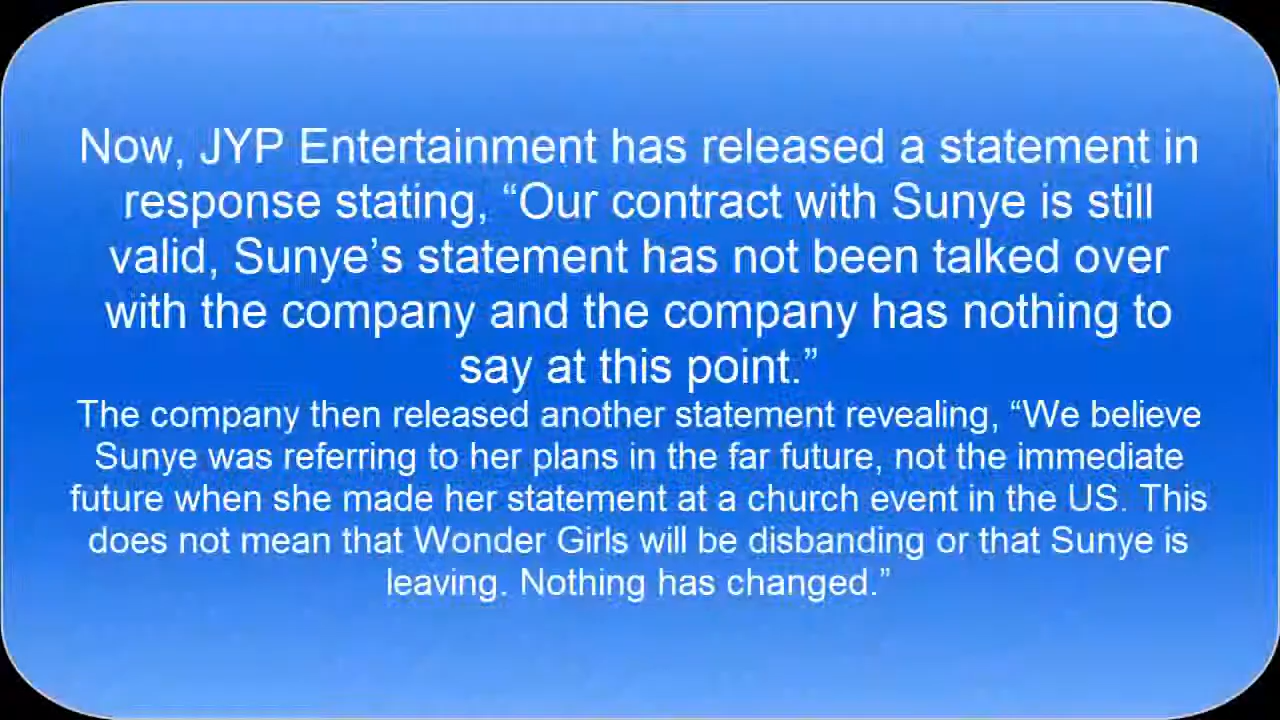 Now, JYP Entertainment has released a statement in
response stating, “Our contract with Sunye is still
valid, Sunye’s statement has not been talked over
with the company and the company has nothing to
say at this point.”
The company then released another statement revealing, “We believe
Sunye was referring to her plans in the far future, not the immediate
future when she made her statement at a church event in the US. This
does not mean that Wonder Girls will be disbanding or that Sunye is
leaving. Nothing has changed.”